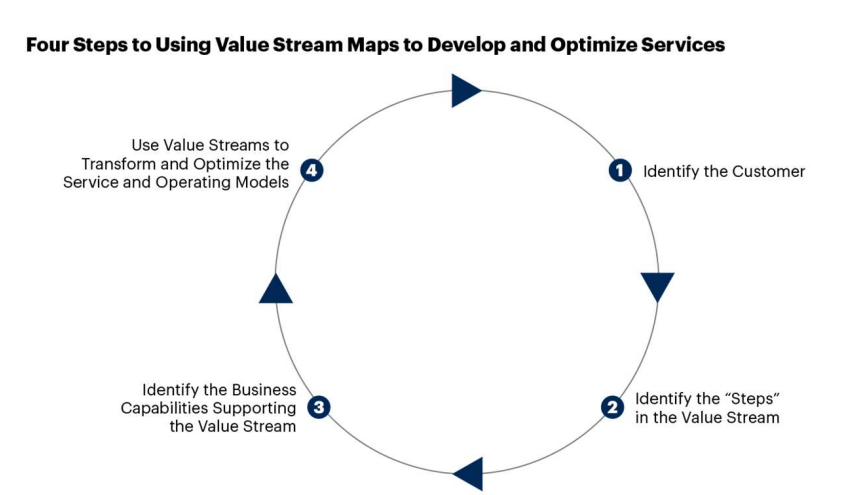 Four Steps to Using Value Stream Maps to Develop and Optimize Services
1
Identify the Customer
2
Identify the “Steps”
in the Value Stream
3
Identify the Business
Capabilities Supporting
the Value Stream
4
Use Value Streams to
Transform and Optimize the
Service and Operating Models